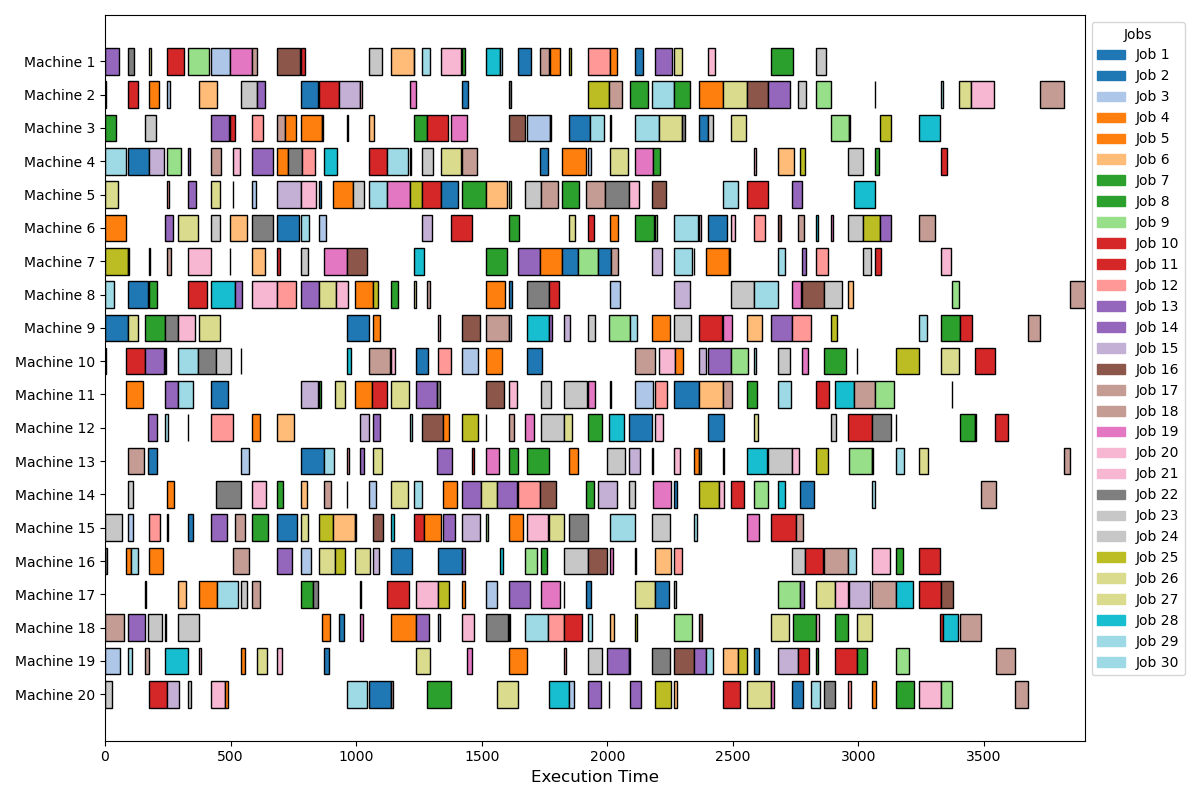 Machine 1
Machine 2
Machine 3
Machine 4
Machine 5
Machine 6
Machine 7
Machine 8
Machine 9
Machine 10
Machine 11
Machine 12
Machine 13
Machine 14
Machine 15
Machine 16
Machine 17
Machine 18
Machine 19
Machine 20
0 500 1000 1500 2000 2500 3000 3500
Execution Time
Jobs
Job 1
Job 2
Job 3
Job 4
Job 5
Job 6
Job 7
Job 8
Job 9
Job 10
Job 11
Job 12
Job 13
Job 14
Job 15
Job 16
Job 17
Job 18
Job 19
Job 20
Job 21
Job 22
Job 23
Job 24
Job 25
Job 26
Job 27
Job 28
Job 29
Job 30